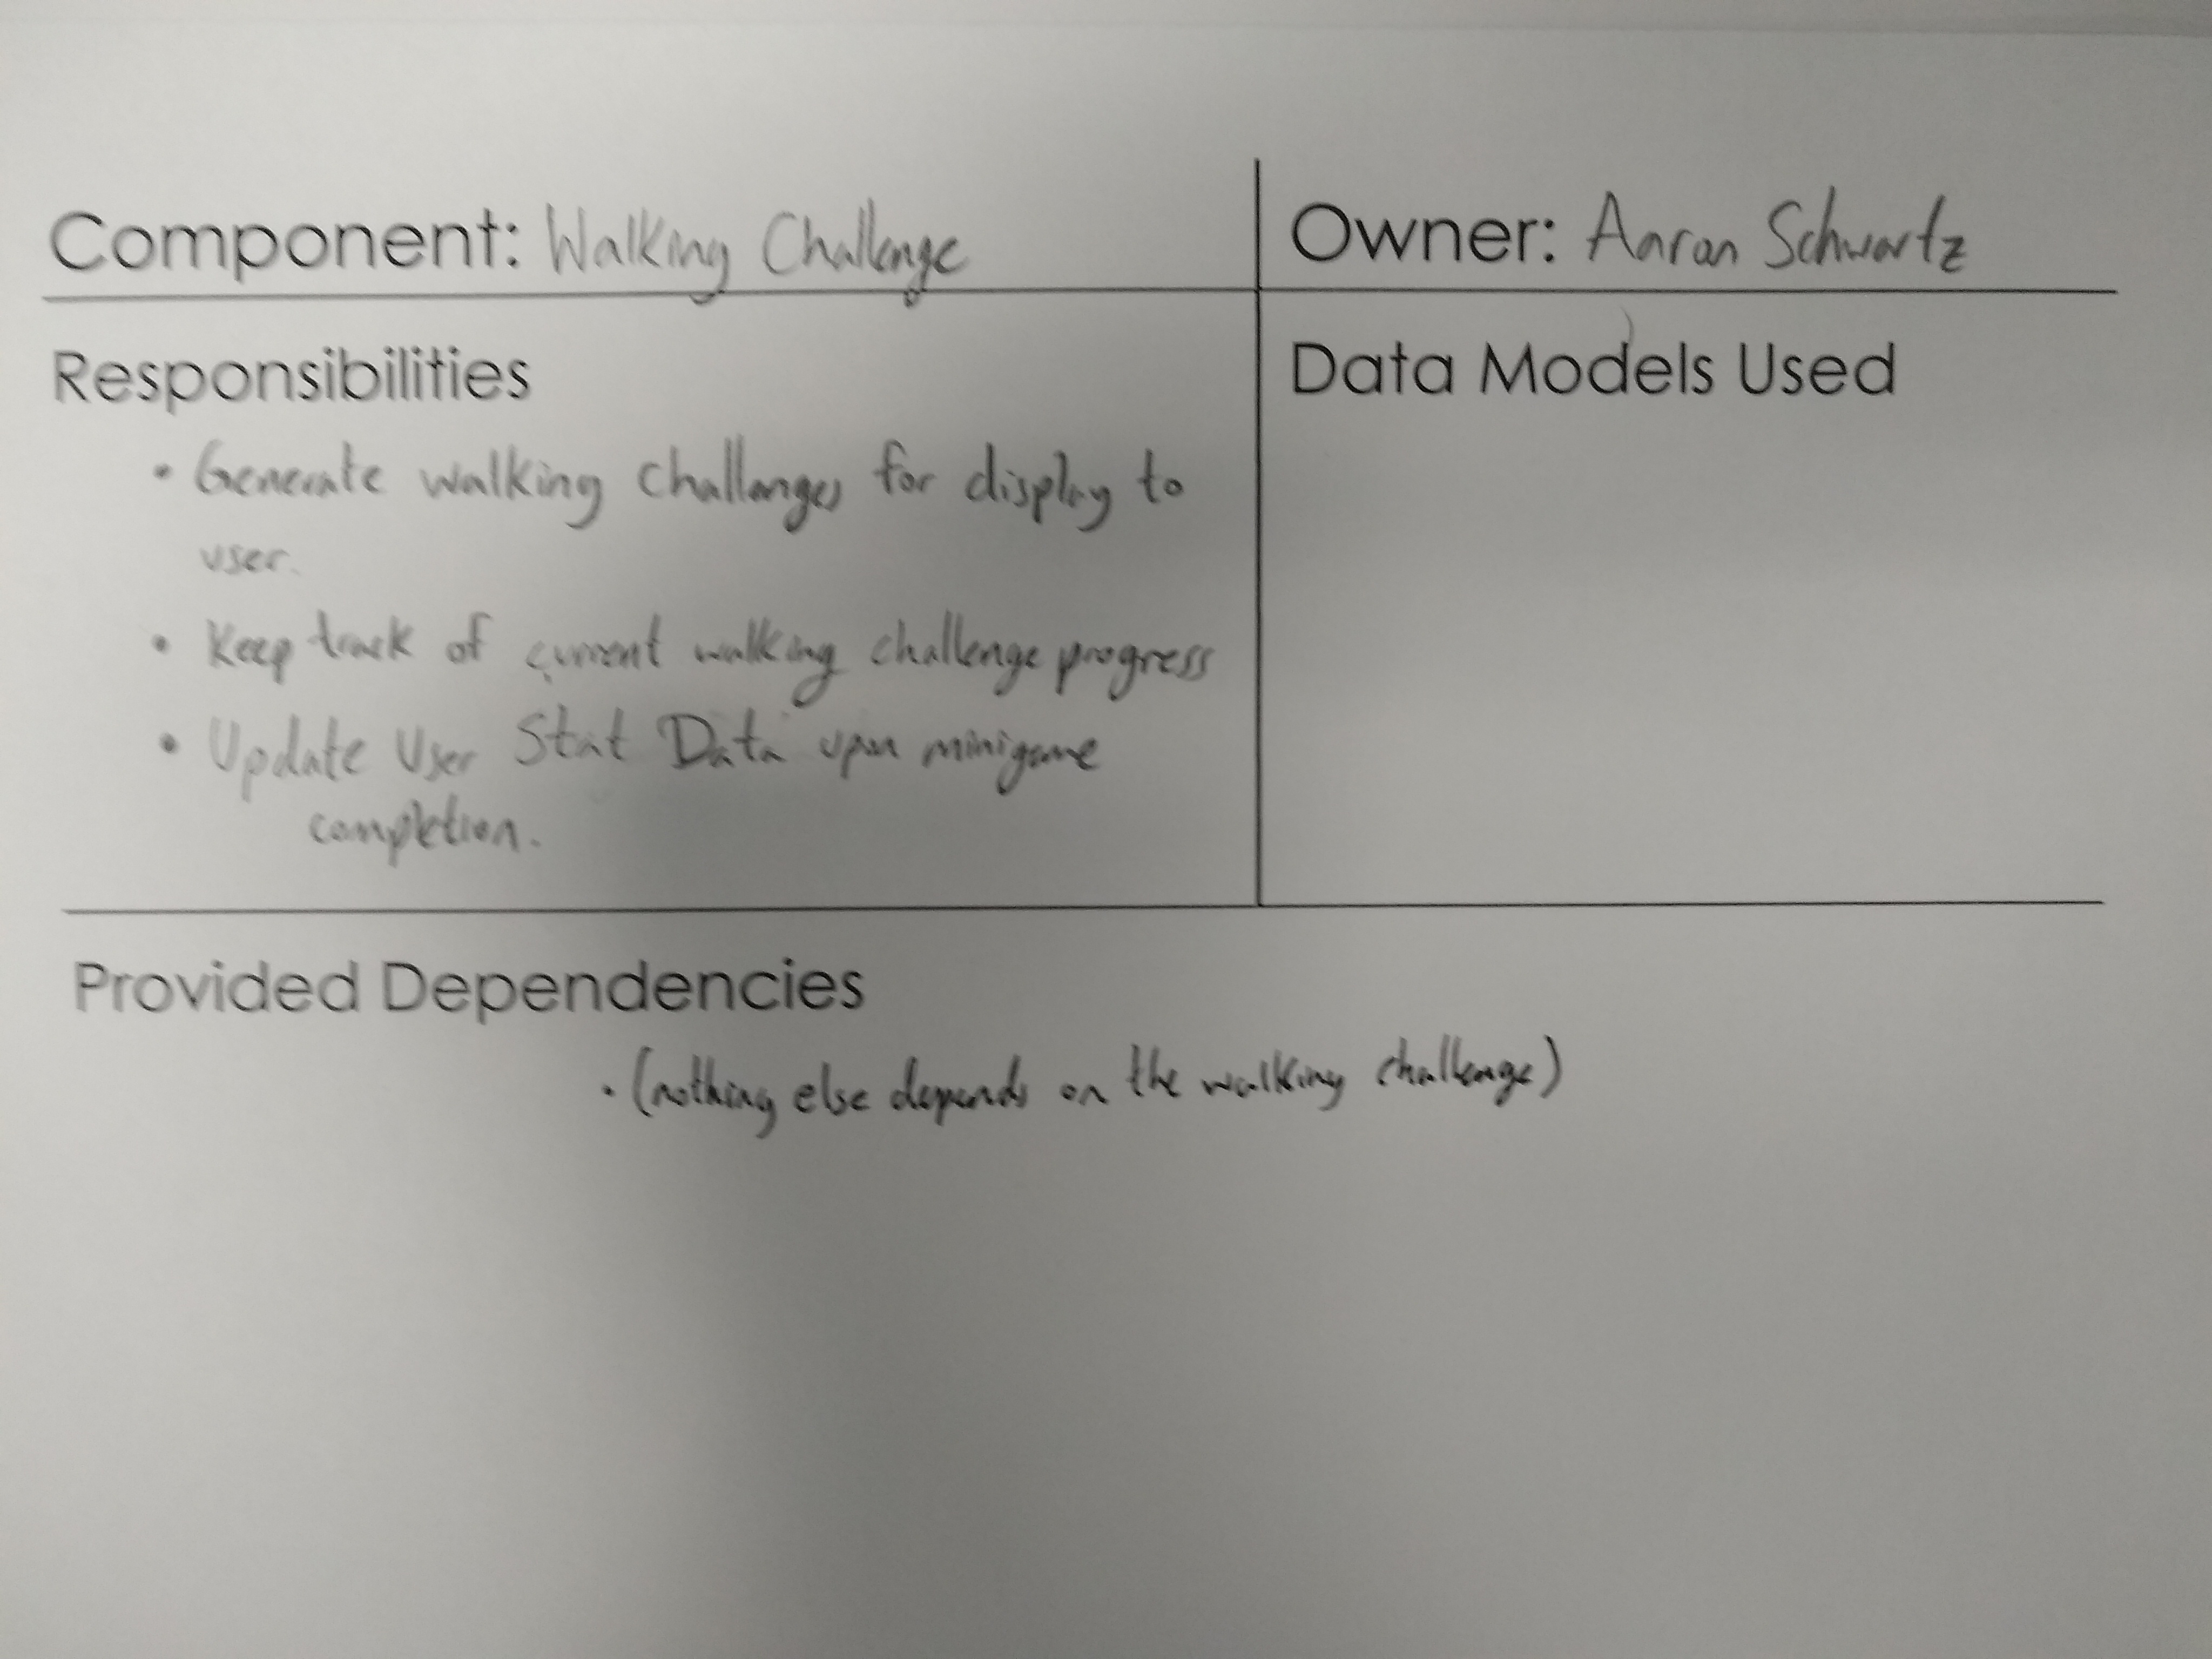 Component: Walking Challenge
Owner: Aaron Schwartz
Responsibilities
• Generate walking challenges for display to
user.
• Keep track of current walking challenge progress
• Update User Stat Data upon minigame
completion.
Data Models Used
Provided Dependencies
• (nothing else depends on the walking challenge)